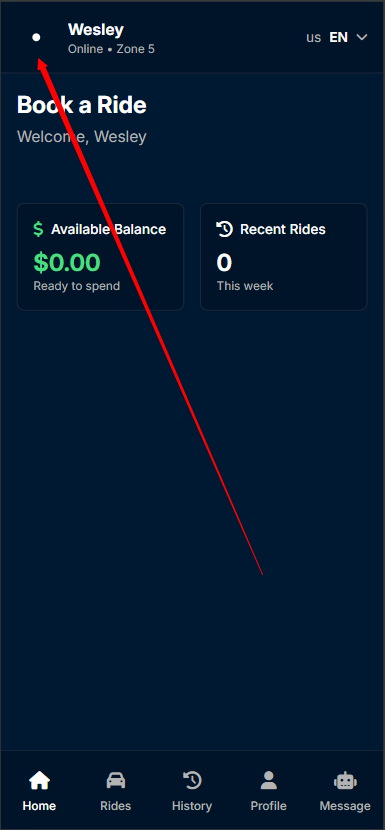 Wesley
Online • Zone 5
us EN
Book a Ride
Welcome, Wesley
$ Available Balance
$0.00
Ready to spend
Recent Rides
0
This week
Home
Rides
History
Profile
Message